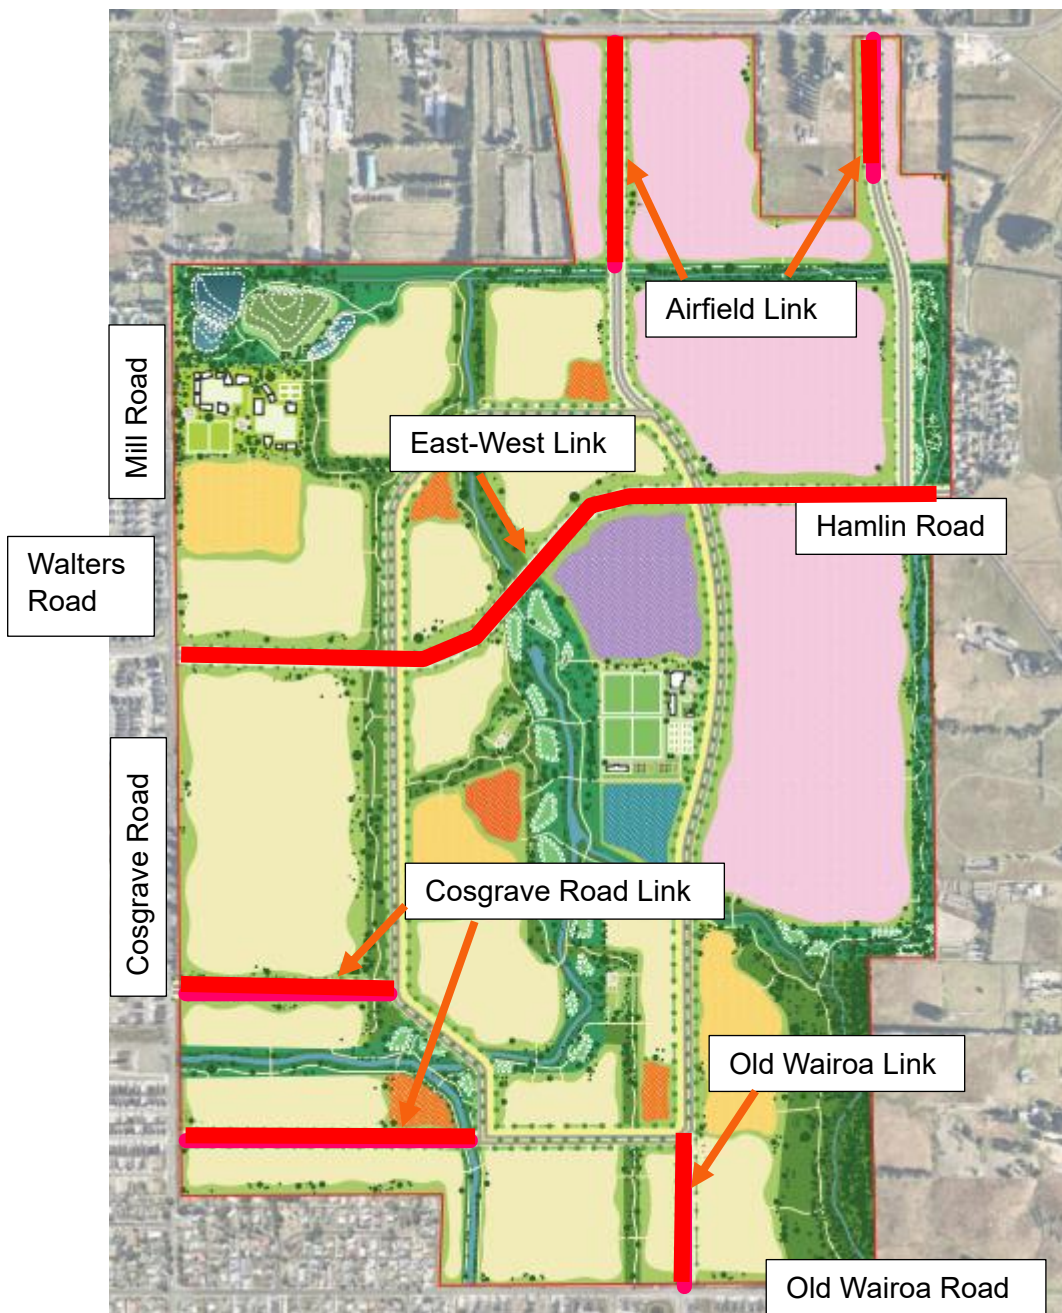 Airfield Link
Mill Road
East-West Link
Hamlin Road
Walters
Road
Cosgrave Road
Cosgrave Road Link
Old Wairoa Link
Old Wairoa Road